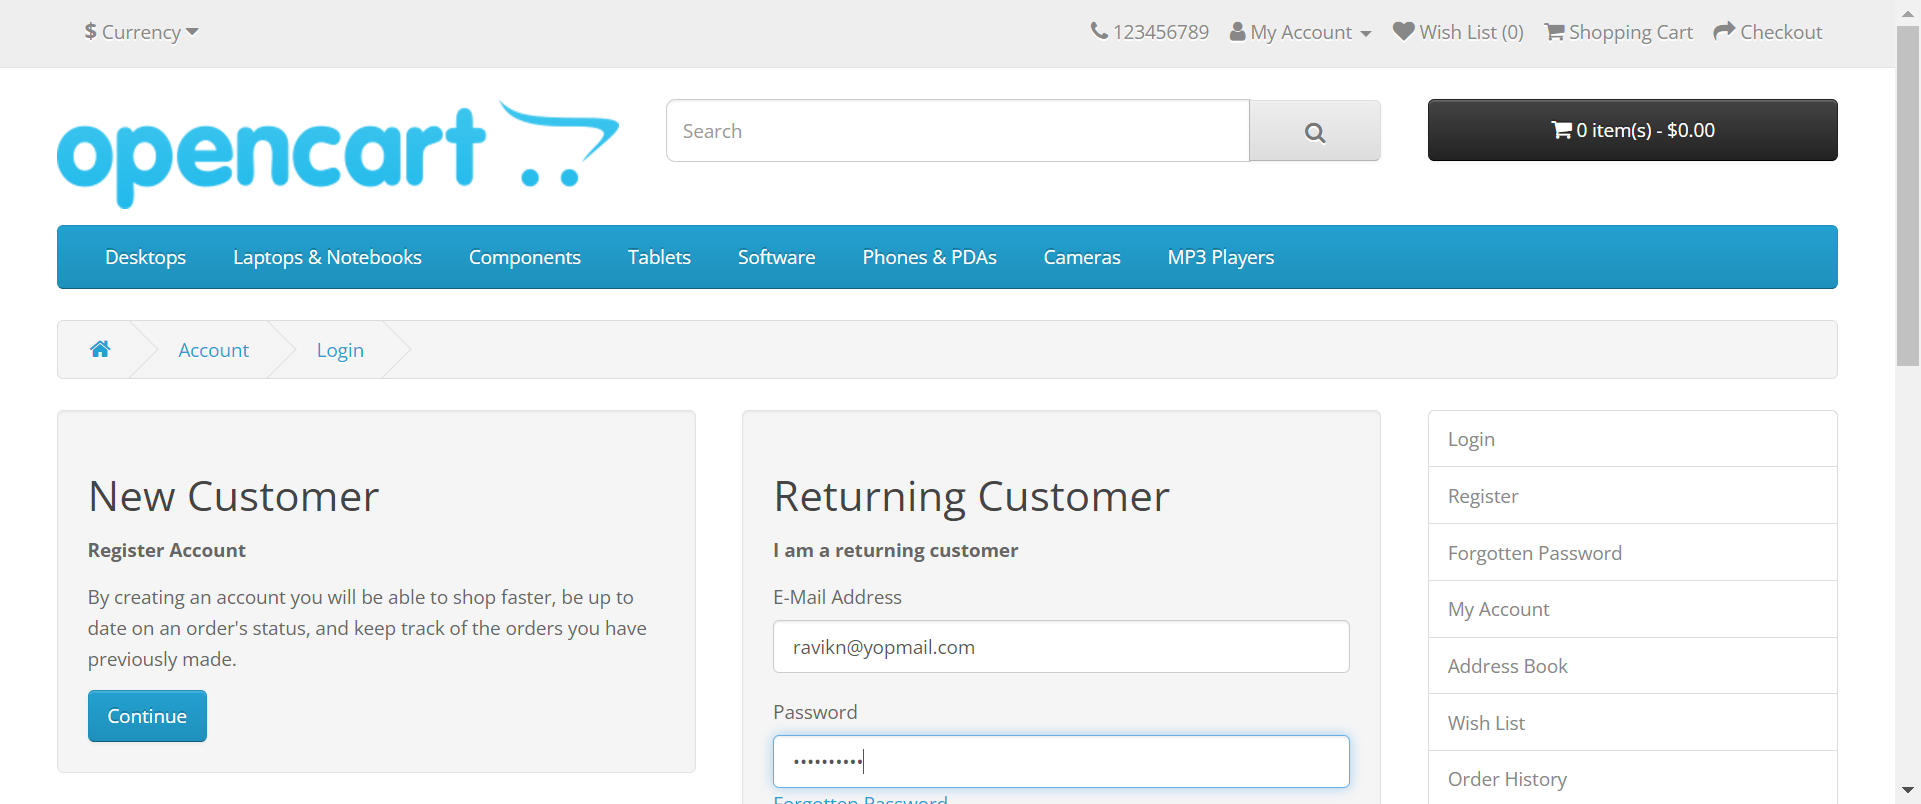 $ Currency
123456789 My Account Wish List (0) Shopping Cart Checkout
opencart
Search
0 item(s) - $0.00
Desktops Laptops & Notebooks Components Tablets Software Phones & PDAs Cameras MP3 Players
Account Login
New Customer
Register Account
By creating an account you will be able to shop faster, be up to
date on an order's status, and keep track of the orders you have
previously made.
Continue
Returning Customer
I am a returning customer
E-Mail Address
ravikn@yopmail.com
Password
••••••••••
Forgotten Password
Login
Register
Forgotten Password
My Account
Address Book
Wish List
Order History